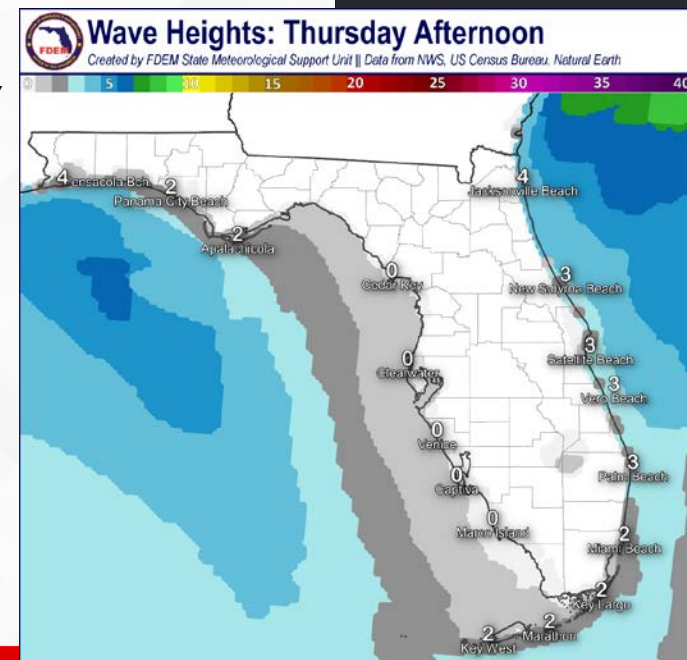 Wave Heights: Thursday Afternoon
Created by FDEM State Meteorological Support Unit || Data from NWS, US Census Bureau, Natural Earth
FDEM
0 5 10 15 20 25 30 35 40
4 Pensacola Bch.
2
Panama City Beach
2
Apalachicola
4
Jacksonville Beach
0
Cedar Key
3
New Smyrna Beach
3
Satellite Beach
0
Clearwater
3
Vero Beach
0
Venice
3
Palm Beach
0
Captiva
0
Marco Island
2
Miami Beach
2
3 Key Largo
2
Marathon
2
Key West